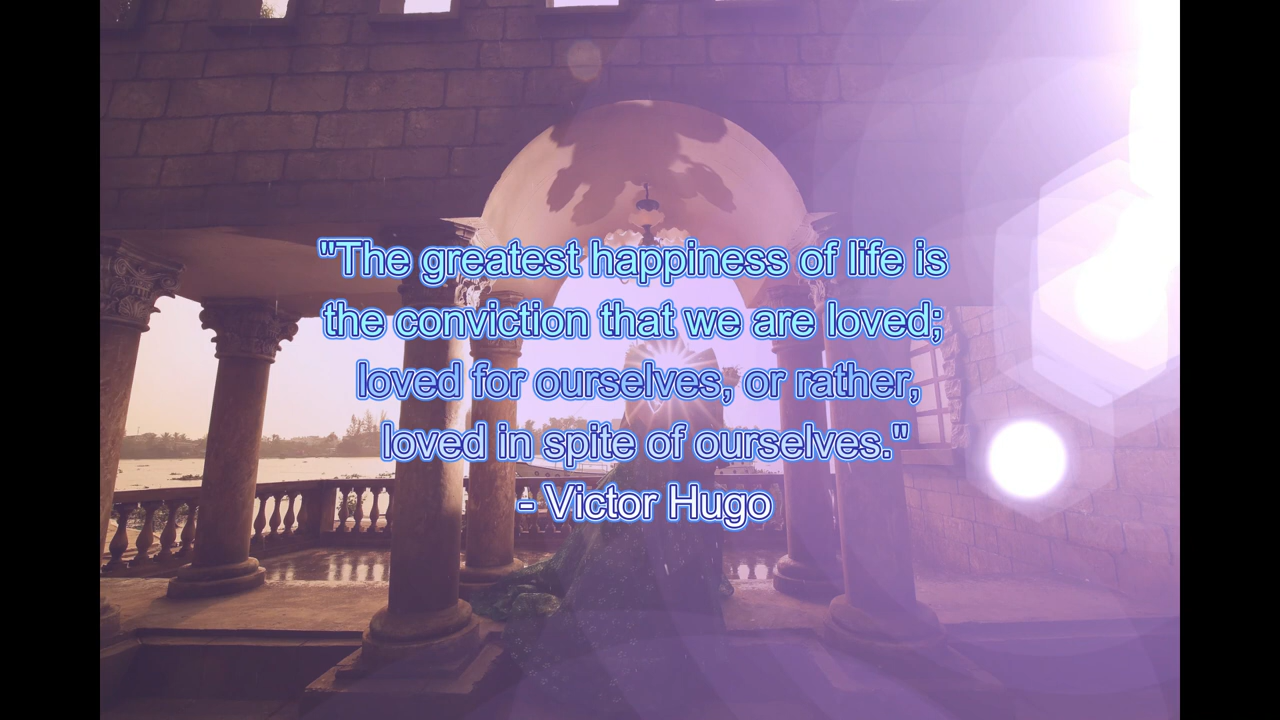 "The greatest happiness of life is
the conviction that we are loved;
loved for ourselves, or rather,
loved in spite of ourselves."
- Victor Hugo